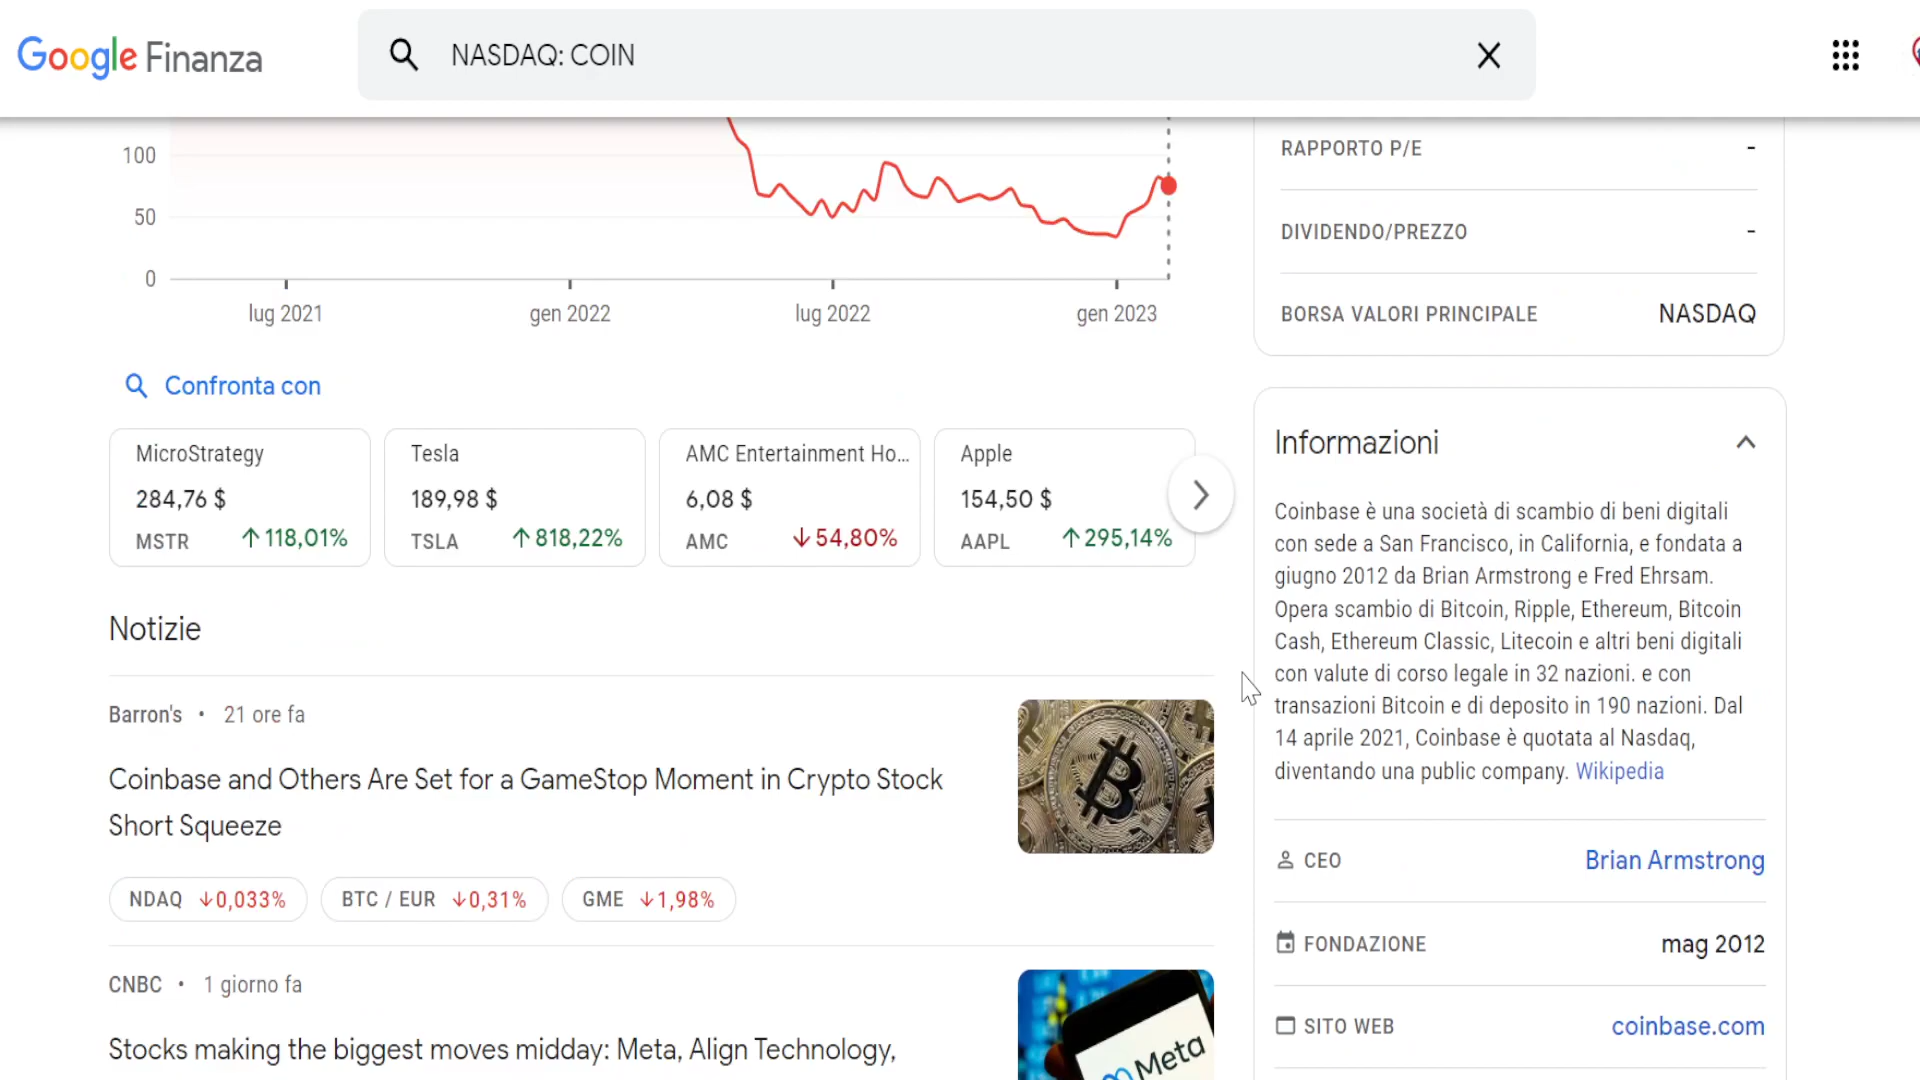 Google Finanza
NASDAQ: COIN
100
50
0
lug 2021
gen 2022
lug 2022
gen 2023
Confronta con
MicroStrategy
284,76 $
MSTR ↑118,01%
Tesla
189,98 $
TSLA ↑818,22%
AMC Entertainment Ho...
6,08 $
AMC ↓54,80%
Apple
154,50 $
AAPL ↑295,14%
Notizie
Barron's • 21 ore fa
Coinbase and Others Are Set for a GameStop Moment in Crypto Stock
Short Squeeze
NDAQ ↓0,033%
BTC / EUR ↓0,31%
GME ↓1,98%
CNBC • 1 giorno fa
Stocks making the biggest moves midday: Meta, Align Technology,
Meta
RAPPORTO P/E -
DIVIDENDO/PREZZO -
BORSA VALORI PRINCIPALE NASDAQ
Informazioni
Coinbase è una società di scambio di beni digitali
con sede a San Francisco, in California, e fondata a
giugno 2012 da Brian Armstrong e Fred Ehrsam.
Opera scambio di Bitcoin, Ripple, Ethereum, Bitcoin
Cash, Ethereum Classic, Litecoin e altri beni digitali
con valute di corso legale in 32 nazioni. e con
transazioni Bitcoin e di deposito in 190 nazioni. Dal
14 aprile 2021, Coinbase è quotata al Nasdaq,
diventando una public company. Wikipedia
CEO Brian Armstrong
FONDAZIONE mag 2012
SITO WEB coinbase.com